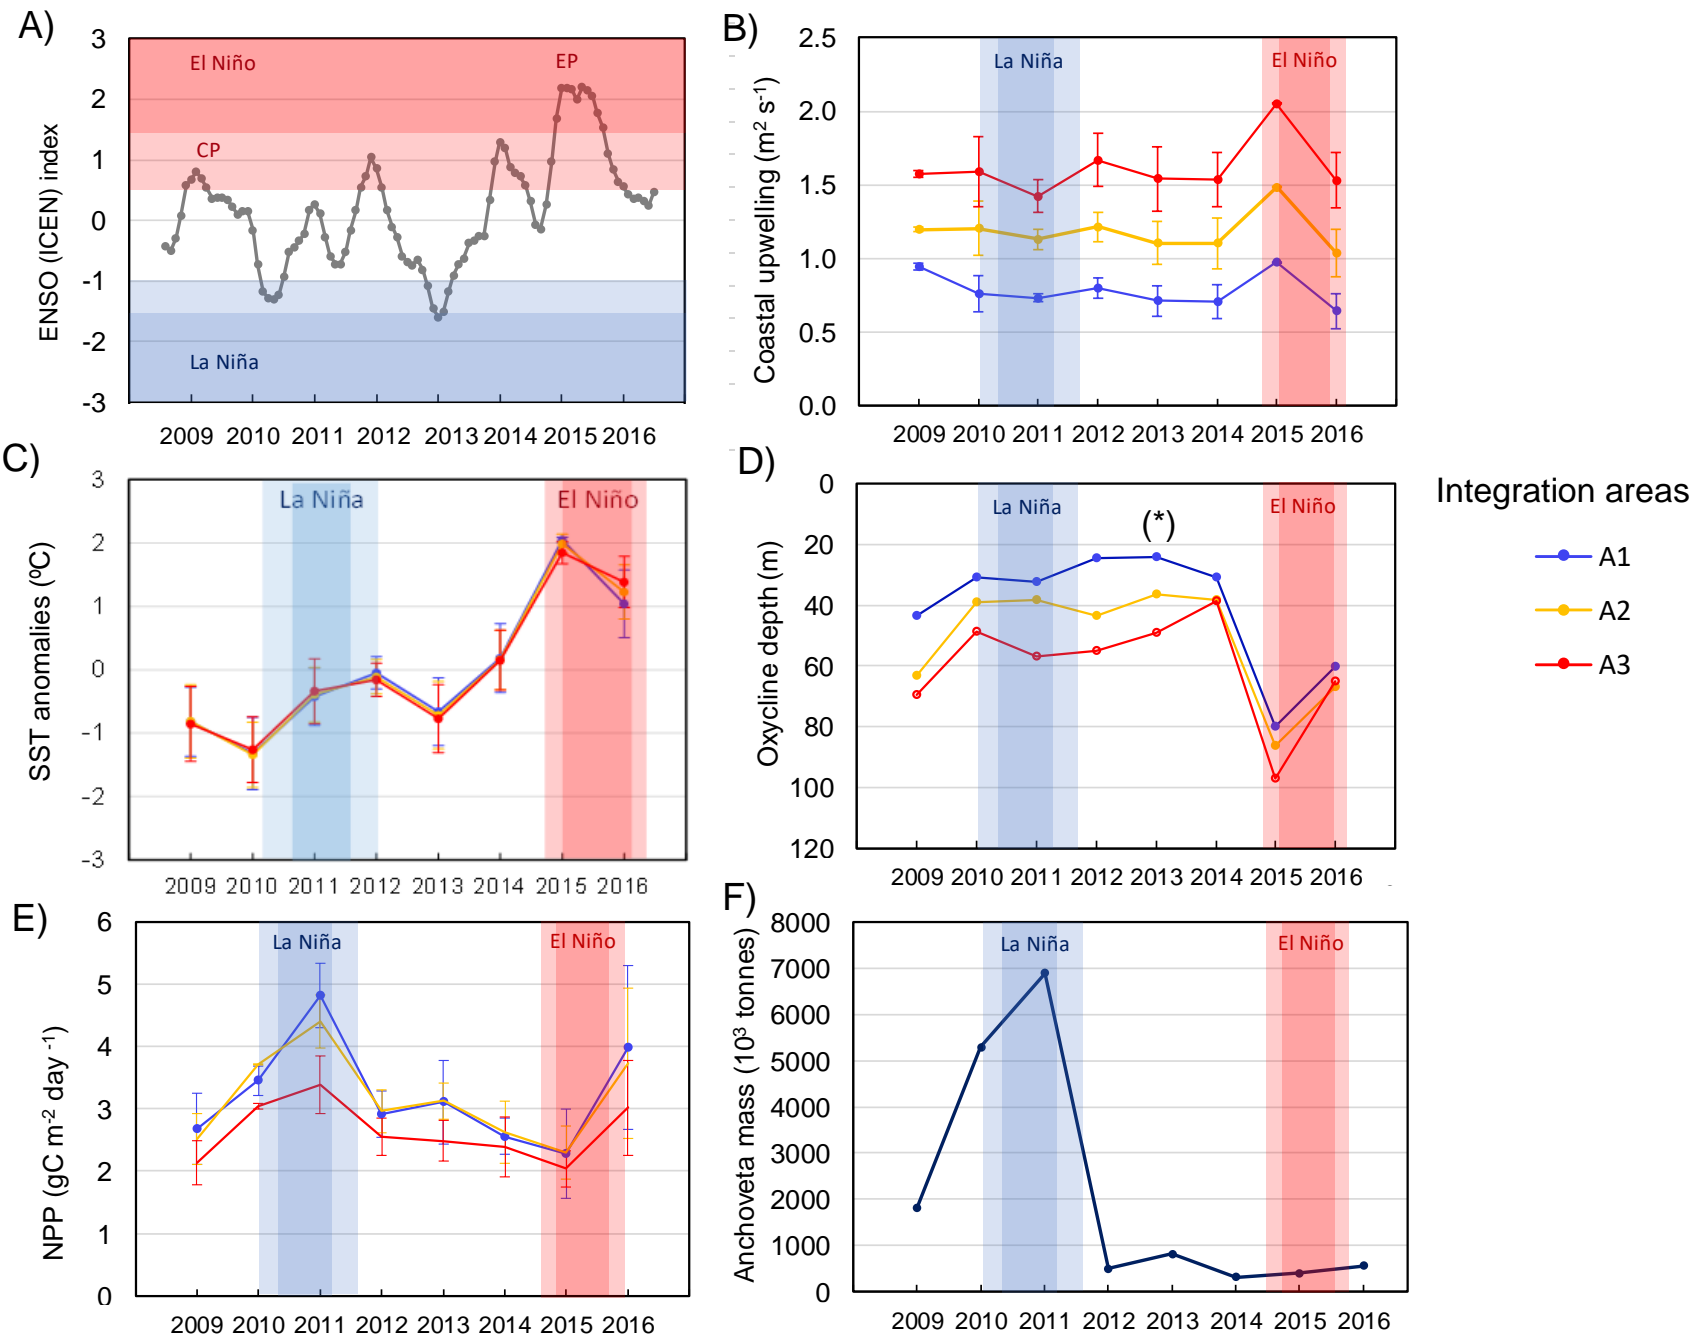 A)
ENSO (ICEN) index
3
2
1
0
-1
-2
-3
El Niño
EP
CP
La Niña
2009 2010 2011 2012 2013 2014 2015 2016
B)
Coastal upwelling (m² s⁻¹)
2.5
2.0
1.5
1.0
0.5
0.0
La Niña
El Niño
2009 2010 2011 2012 2013 2014 2015 2016
C)
SST anomalies (ºC)
3
2
1
0
-1
-2
-3
La Niña
El Niño
2009 2010 2011 2012 2013 2014 2015 2016
D)
Oxycline depth (m)
0
20
40
60
80
100
120
La Niña
El Niño
(*)
2009 2010 2011 2012 2013 2014 2015 2016
Integration areas
A1
A2
A3
E)
NPP (gC m⁻² day⁻¹)
6
5
4
3
2
1
0
La Niña
El Niño
2009 2010 2011 2012 2013 2014 2015 2016
F)
Anchoveta mass (10³ tonnes)
8000
7000
6000
5000
4000
3000
2000
1000
0
La Niña
El Niño
2009 2010 2011 2012 2013 2014 2015 2016